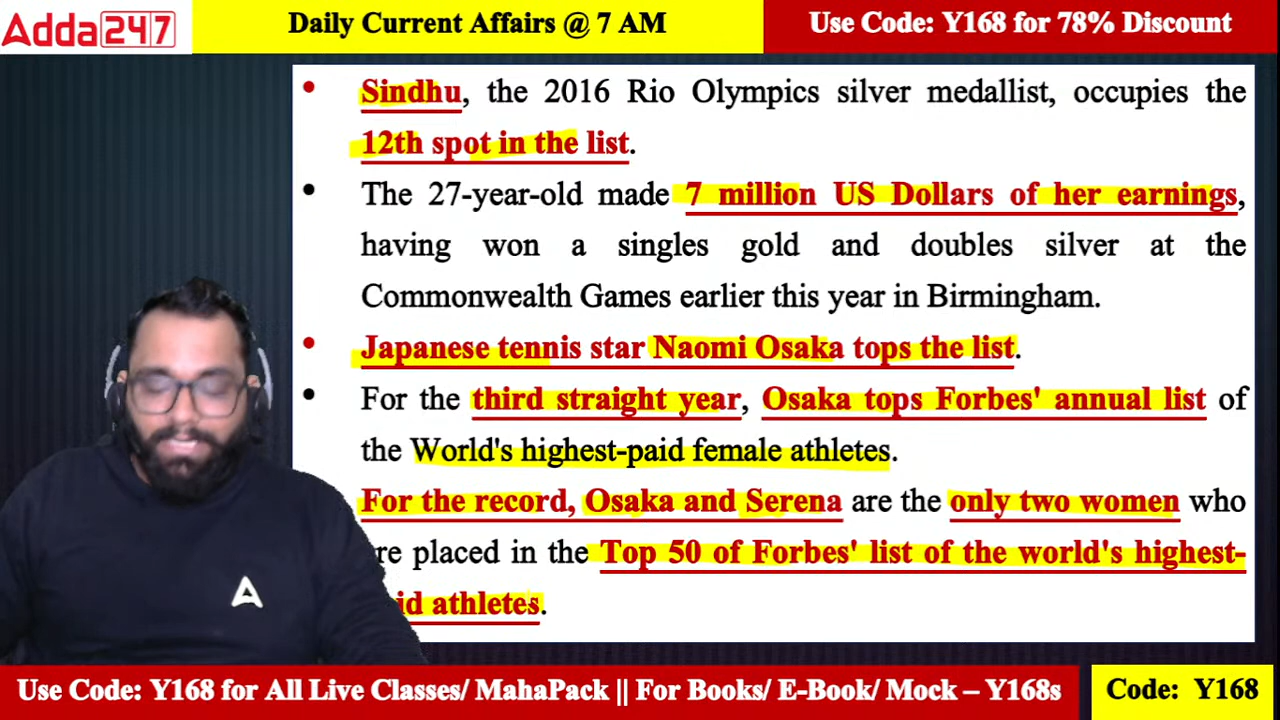 Adda247
Daily Current Affairs @ 7 AM
Use Code: Y168 for 78% Discount
Sindhu, the 2016 Rio Olympics silver medallist, occupies the
12th spot in the list.
The 27-year-old made 7 million US Dollars of her earnings,
having won a singles gold and doubles silver at the
Commonwealth Games earlier this year in Birmingham.
Japanese tennis star Naomi Osaka tops the list.
For the third straight year, Osaka tops Forbes' annual list of
the World's highest-paid female athletes.
For the record, Osaka and Serena are the only two women who
re placed in the Top 50 of Forbes' list of the world's highest-
id athletes.
Use Code: Y168 for All Live Classes/ MahaPack || For Books/ E-Book/ Mock – Y168s
Code: Y168